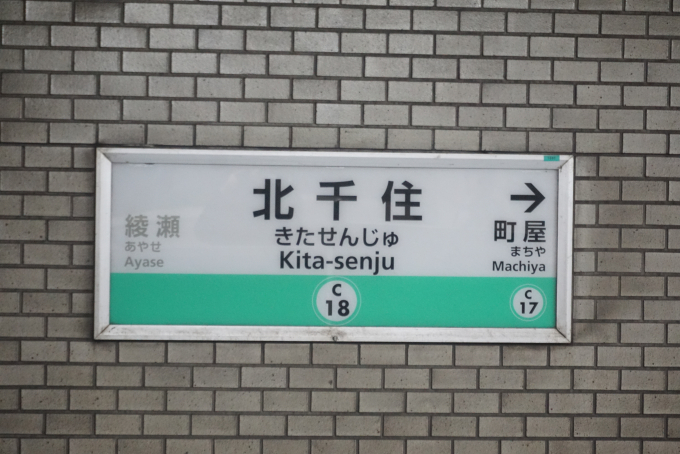 北千住
きたせんじゅ
Kita-senju
C
18
綾瀬
あやせ
Ayase
→
町屋
まちや
Machiya
C
17